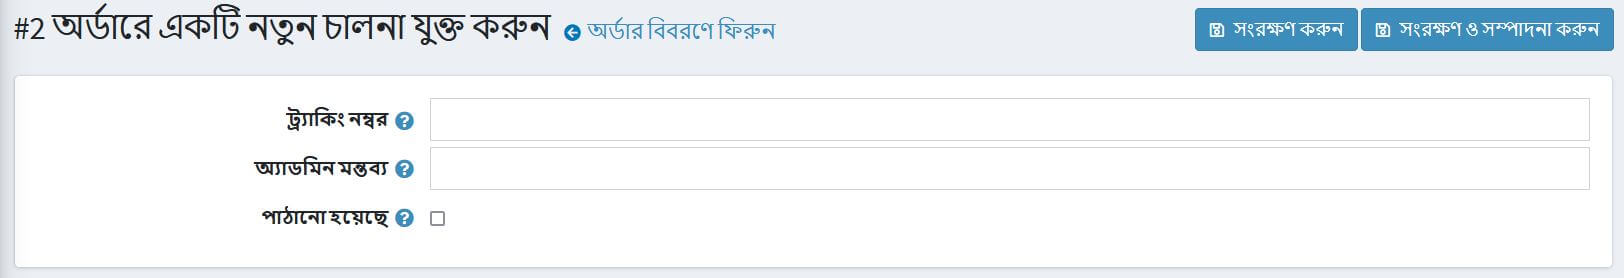 #2 অর্ডারে একটি নতুন চালনা যুক্ত করুন অর্ডার বিবরণে ফিরুন সংরক্ষণ করুন সংরক্ষণ ও সম্পাদনা করুন
ট্র্যাকিং নম্বর
অ্যাডমিন মন্তব্য
পাঠানো হয়েছে